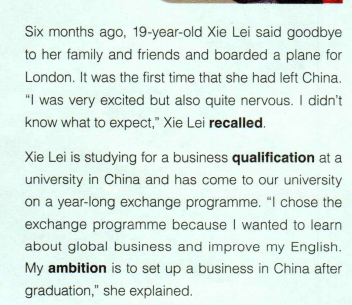 Six months ago, 19-year-old Xie Lei said goodbye
to her family and friends and boarded a plane for
London. It was the first time that she had left China.
"I was very excited but also quite nervous. I didn't
know what to expect," Xie Lei recalled.
Xie Lei is studying for a business qualification at a
university in China and has come to our university
on a year-long exchange programme. "I chose the
exchange programme because I wanted to learn
about global business and improve my English.
My ambition is to set up a business in China after
graduation," she explained.